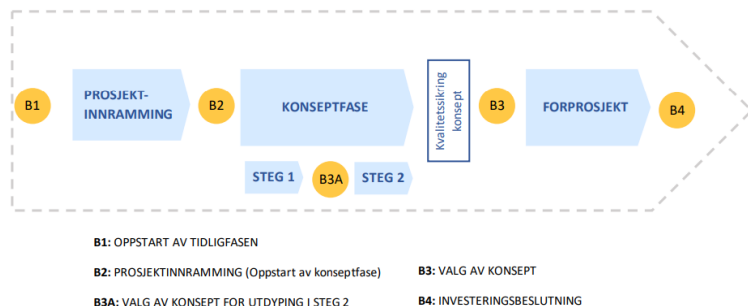 B1
PROSJEKT-
INNRAMMING
B2
KONSEPTFASE
Kvalitetssikring
konsept
B3
FORPROSJEKT
B4
STEG 1
B3A
STEG 2
B1: OPPSTART AV TIDLIGFASEN
B2: PROSJEKTINNRAMMING (Oppstart av konseptfase)
B3: VALG AV KONSEPT
B3A: VALG AV KONSEPT FOR UTDYPING I STEG 2
B4: INVESTERINGSBESLUTNING